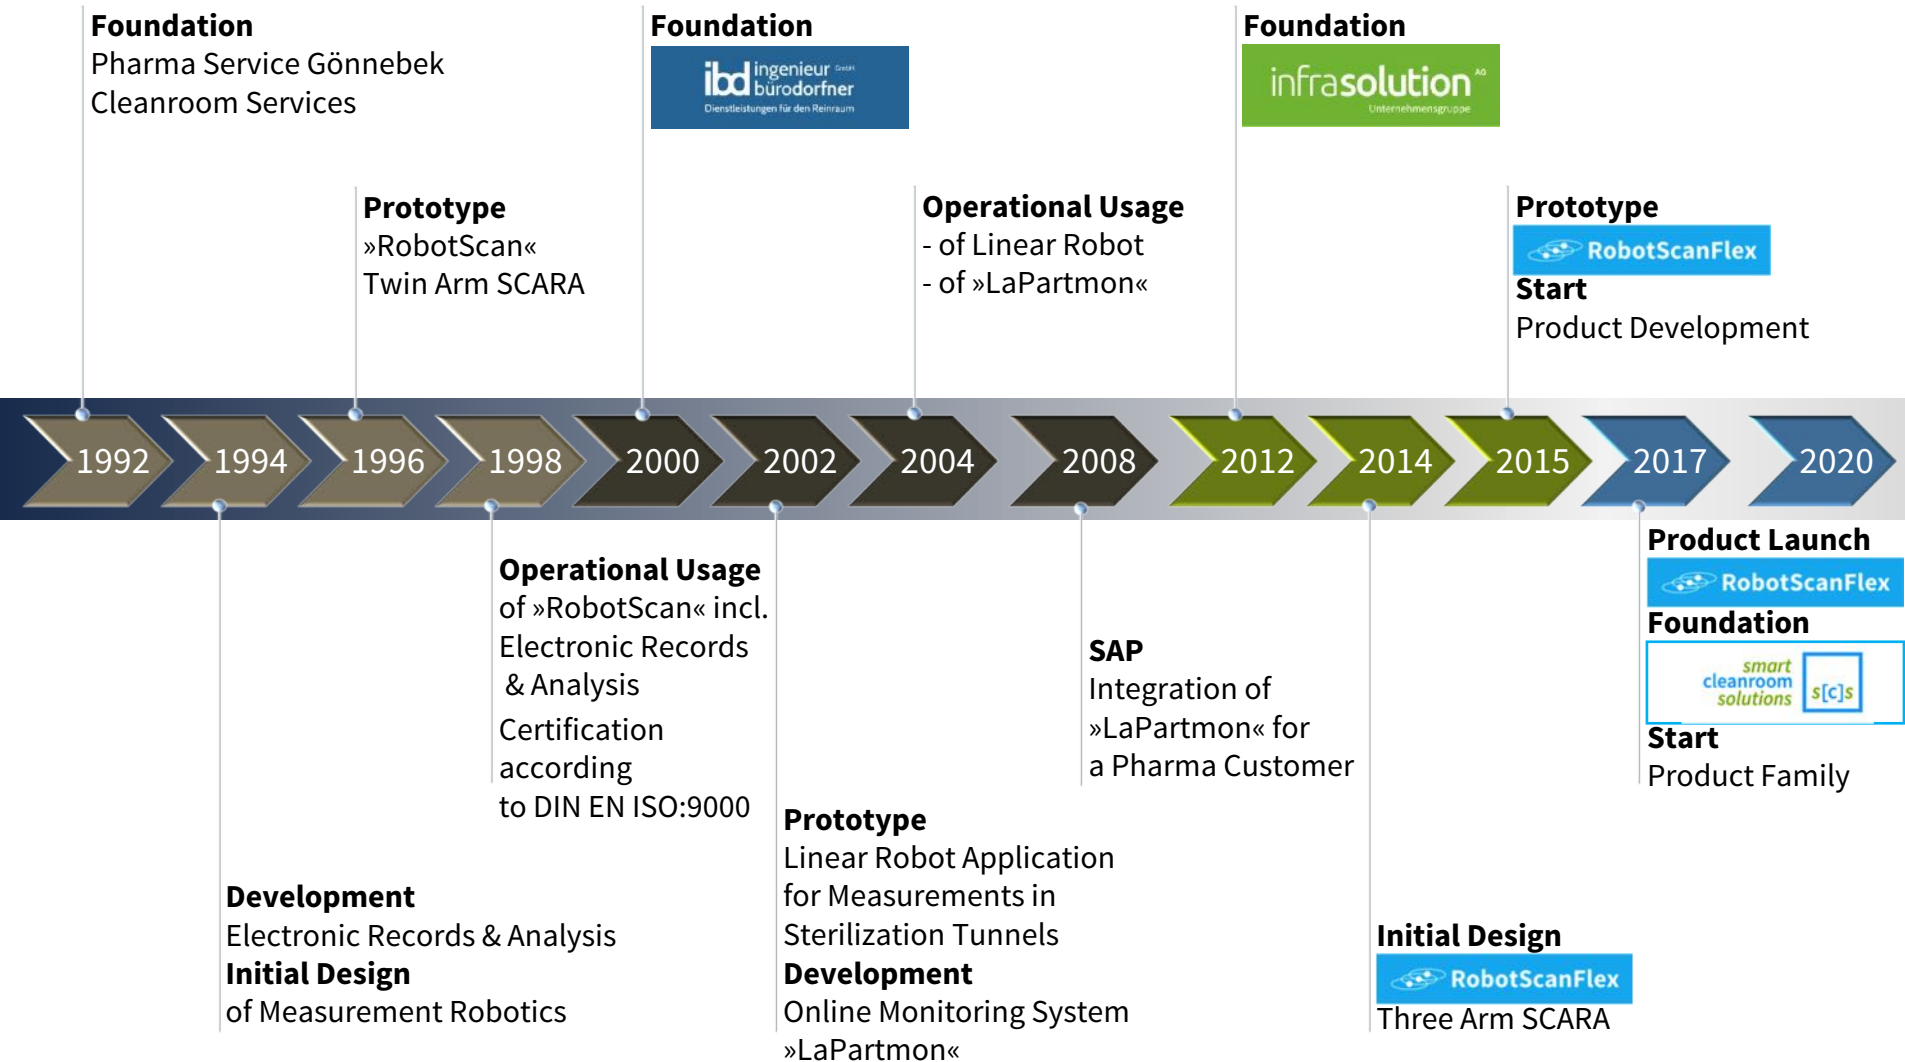 Foundation
Pharma Service Gönnebek
Cleanroom Services
Foundation
ibd ingenieur GmbH
bürodorfner
Dienstleistungen für den Reinraum
Foundation
infrasolution AG
Unternehmensgruppe
Prototype
»RobotScan«
Twin Arm SCARA
Operational Usage
- of Linear Robot
- of »LaPartmon«
Prototype
RobotScanFlex
Start
Product Development
1992
1994
1996
1998
2000
2002
2004
2008
2012
2014
2015
2017
2020
Development
Electronic Records & Analysis
Initial Design
of Measurement Robotics
Operational Usage
of »RobotScan« incl.
Electronic Records
& Analysis
Certification
according
to DIN EN ISO:9000
Prototype
Linear Robot Application
for Measurements in
Sterilization Tunnels
Development
Online Monitoring System
»LaPartmon«
SAP
Integration of
»LaPartmon« for
a Pharma Customer
Initial Design
RobotScanFlex
Three Arm SCARA
Product Launch
RobotScanFlex
Foundation
smart
cleanroom
solutions
s[c]s
Start
Product Family